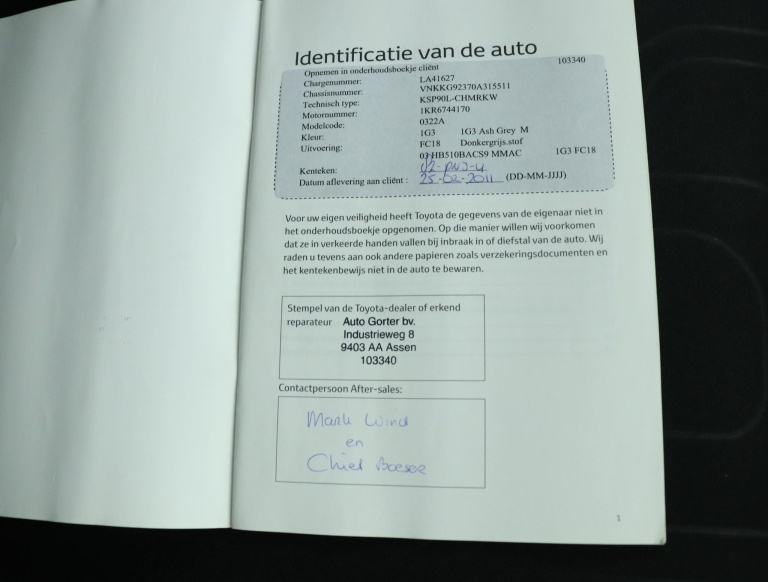 Identificatie van de auto
Opnemen in onderhoudsboekje cliënt 103340
Chargenummer: LA41627
Chassisnummer: VNKKG92370A315511
Technisch type: KSP90L-CHMRKW
Motornummer: 1KR6744170
Modelcode: 0322A
Kleur: 1G3 1G3 Ash Grey M
Uitvoering: FC18 Donkergrijs.stof
03 HB510BACS9 MMAC 1G3 FC18
Kenteken:
Datum aflevering aan cliënt : 25-02-2011 (DD-MM-JJJJ)
Voor uw eigen veiligheid heeft Toyota de gegevens van de eigenaar niet in
het onderhoudsboekje opgenomen. Op die manier willen wij voorkomen
dat ze in verkeerde handen vallen bij inbraak in of diefstal van de auto. Wij
raden u tevens aan ook andere papieren zoals verzekeringsdocumenten en
het kentekenbewijs niet in de auto te bewaren.
Stempel van de Toyota-dealer of erkend
reparateur Auto Gorter bv.
Industrieweg 8
9403 AA Assen
103340
Contactpersoon After-sales:
Mark Wind
en
Chiel
1